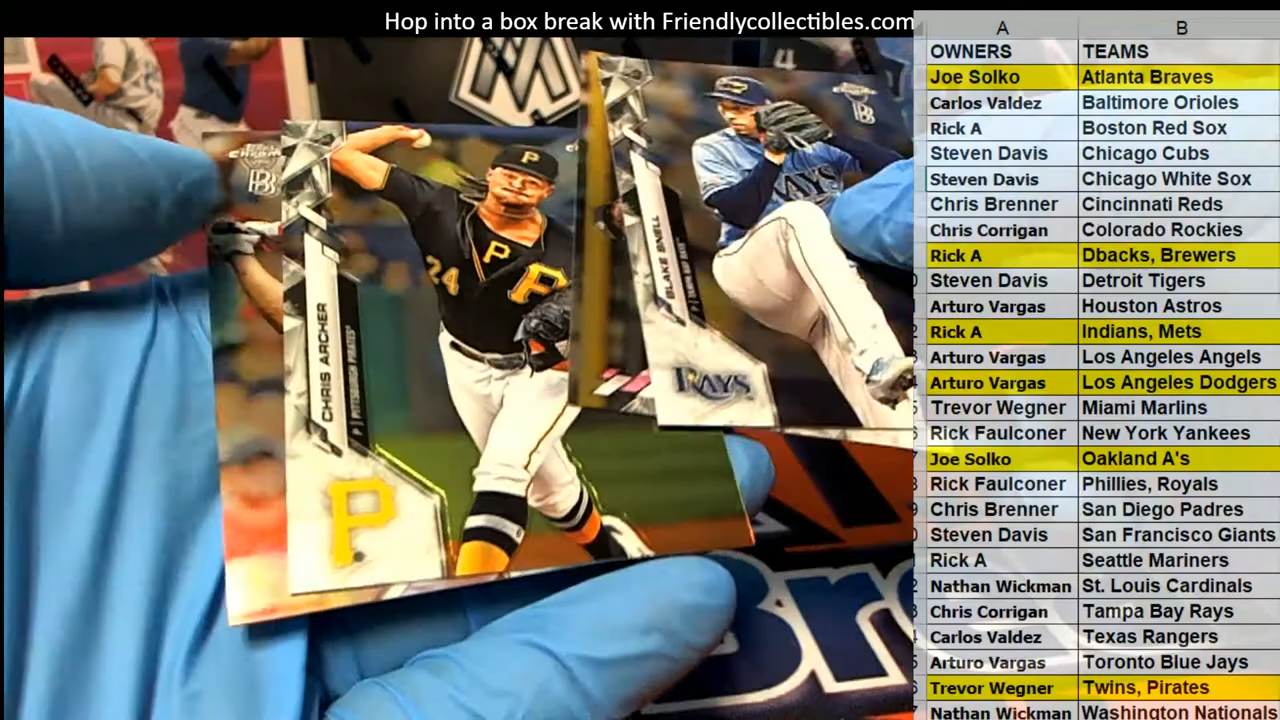 Hop into a box break with Friendlycollectibles.com
A B
OWNERS TEAMS
Joe Solko Atlanta Braves
Carlos Valdez Baltimore Orioles
Rick A Boston Red Sox
Steven Davis Chicago Cubs
Steven Davis Chicago White Sox
Chris Brenner Cincinnati Reds
Chris Corrigan Colorado Rockies
Rick A Dbacks, Brewers
Steven Davis Detroit Tigers
Arturo Vargas Houston Astros
Rick A Indians, Mets
Arturo Vargas Los Angeles Angels
Arturo Vargas Los Angeles Dodgers
Trevor Wegner Miami Marlins
Rick Faulconer New York Yankees
Joe Solko Oakland A's
Rick Faulconer Phillies, Royals
Chris Brenner San Diego Padres
Steven Davis San Francisco Giants
Rick A Seattle Mariners
Nathan Wickman St. Louis Cardinals
Chris Corrigan Tampa Bay Rays
Carlos Valdez Texas Rangers
Arturo Vargas Toronto Blue Jays
Trevor Wegner Twins, Pirates
Nathan Wickman Washington Nationals
CHRIS ARCHER
P | PITTSBURGH PIRATES
P
P
24
P
P
BLAKE SNELL
RAYS
RAYS
4
Br